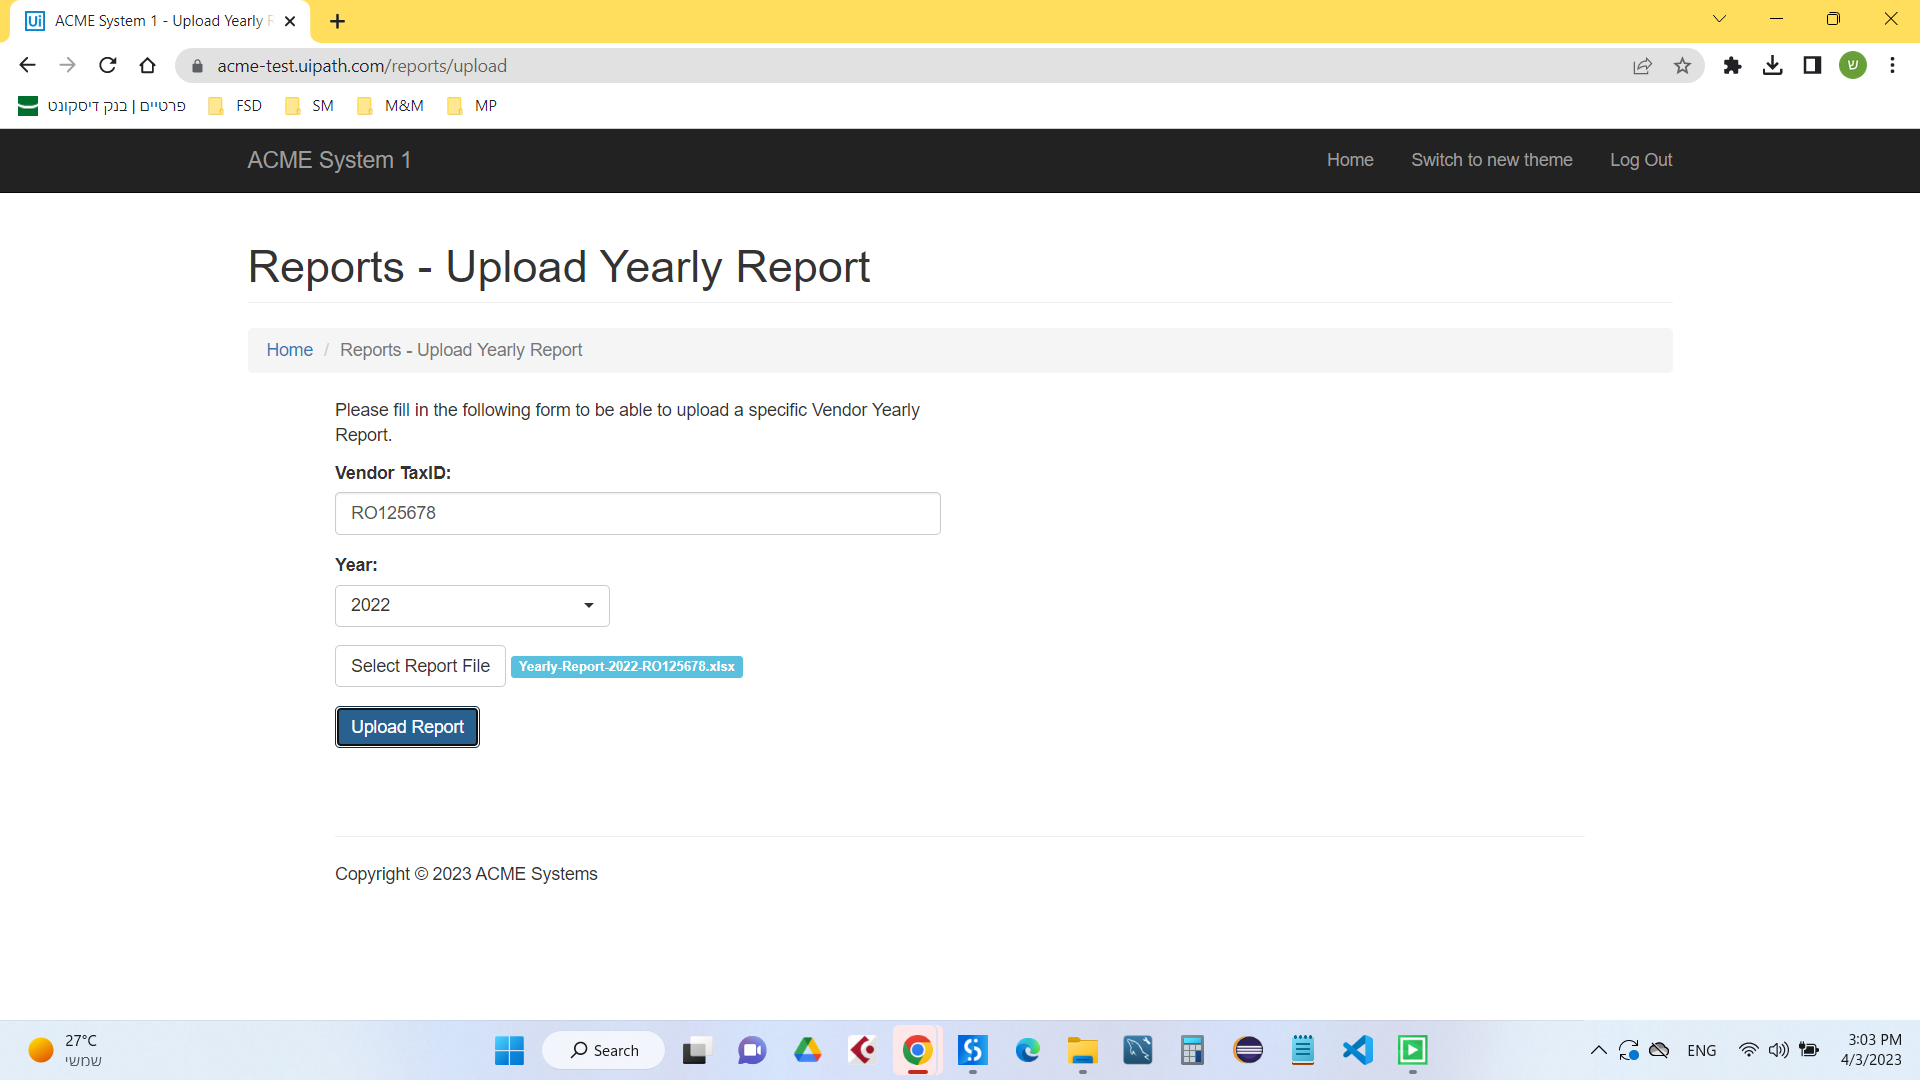 ACME System 1 - Upload Yearly R
acme-test.uipath.com/reports/upload
ש
פרטיים | בנק דיסקונט
FSD
SM
M&M
MP
ACME System 1
Home
Switch to new theme
Log Out
Reports - Upload Yearly Report
Home / Reports - Upload Yearly Report
Please fill in the following form to be able to upload a specific Vendor Yearly
Report.
Vendor TaxID:
RO125678
Year:
2022
Select Report File
Yearly-Report-2022-RO125678.xlsx
Upload Report
Copyright © 2023 ACME Systems
27°C
שמשי
Search
ENG
3:03 PM
4/3/2023